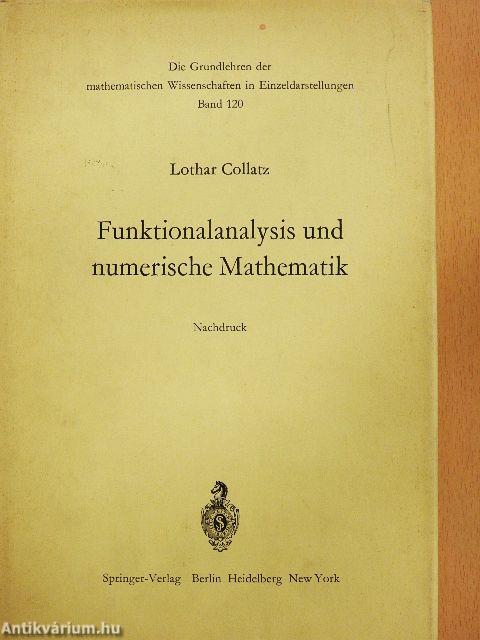 Die Grundlehren der
mathematischen Wissenschaften in Einzeldarstellungen
Band 120
Lothar Collatz
Funktionalanalysis und
numerische Mathematik
Nachdruck
Springer-Verlag Berlin Heidelberg New York
Antikvárium.hu